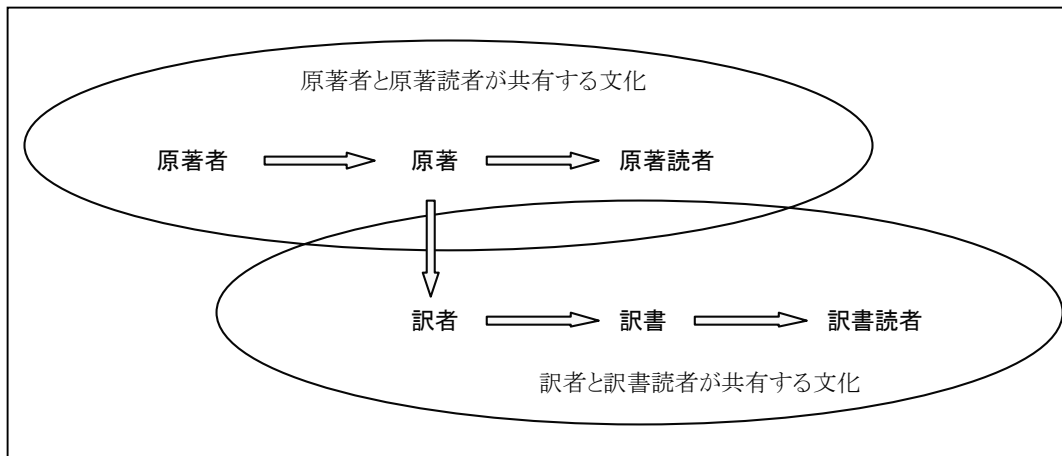 原著者と原著読者が共有する文化
原著者 原著 原著読者
訳者 訳書 訳書読者
訳者と訳書読者が共有する文化